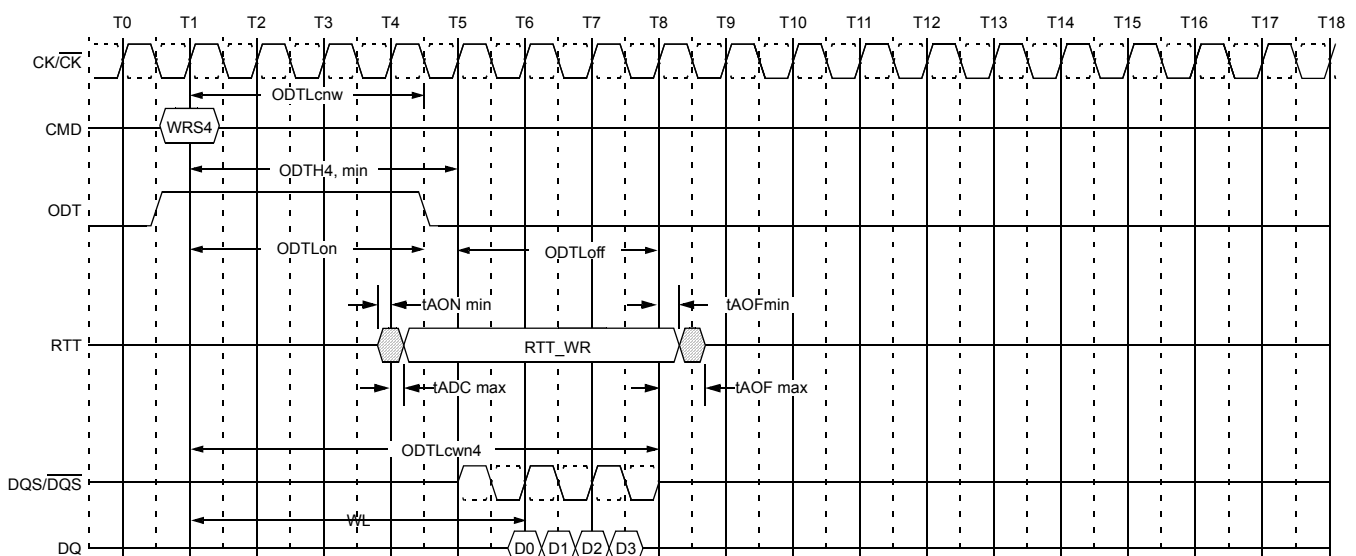 T0 T1 T2 T3 T4 T5 T6 T7 T8 T9 T10 T11 T12 T13 T14 T15 T16 T17 T18
CK/CK
ODTLcnw
CMD WRS4
ODTH4, min
ODT
ODTLon ODTLoff
tAON min tAOFmin
RTT RTT_WR
tADC max tAOF max
ODTLcwn4
DQS/DQS
WL
DQ D0 D1 D2 D3